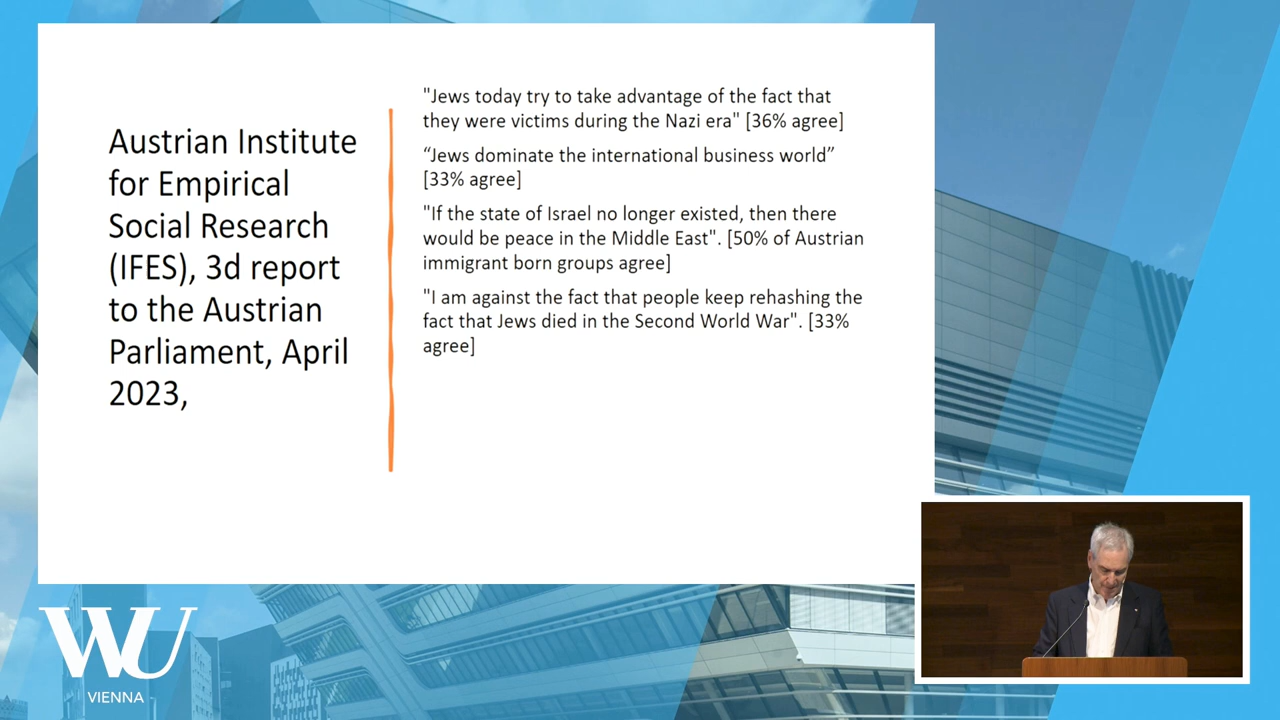 Austrian Institute
for Empirical
Social Research
(IFES), 3d report
to the Austrian
Parliament, April
2023,
"Jews today try to take advantage of the fact that
they were victims during the Nazi era" [36% agree]
“Jews dominate the international business world”
[33% agree]
"If the state of Israel no longer existed, then there
would be peace in the Middle East". [50% of Austrian
immigrant born groups agree]
"I am against the fact that people keep rehashing the
fact that Jews died in the Second World War". [33%
agree]
WU
VIENNA